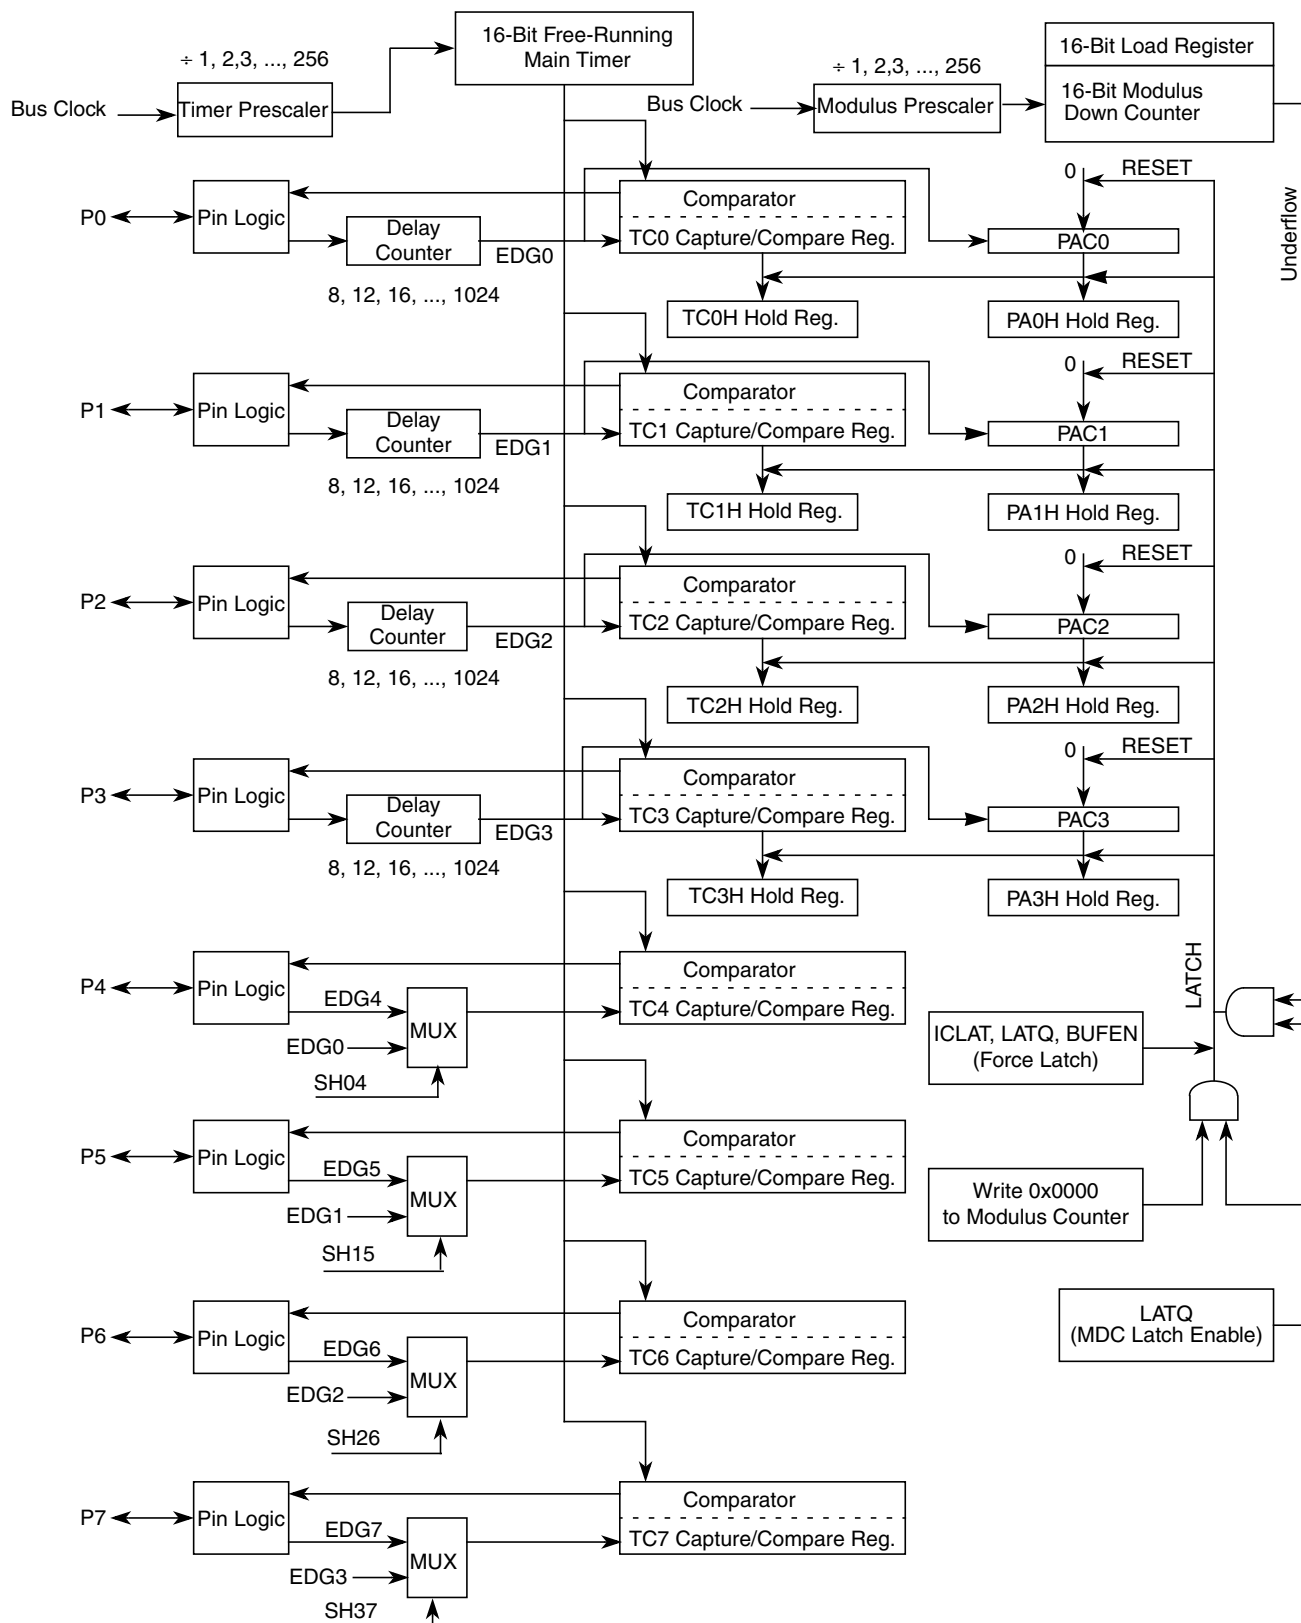 16-Bit Free-Running
Main Timer
16-Bit Load Register
16-Bit Modulus
Down Counter
÷ 1, 2,3, ..., 256
÷ 1, 2,3, ..., 256
Bus Clock
Timer Prescaler
Bus Clock
Modulus Prescaler
Underflow
P0
Pin Logic
Delay
Counter
EDG0
8, 12, 16, ..., 1024
Comparator
TC0 Capture/Compare Reg.
0
RESET
PAC0
TC0H Hold Reg.
PA0H Hold Reg.
P1
Pin Logic
Delay
Counter
EDG1
8, 12, 16, ..., 1024
Comparator
TC1 Capture/Compare Reg.
0
RESET
PAC1
TC1H Hold Reg.
PA1H Hold Reg.
P2
Pin Logic
Delay
Counter
EDG2
8, 12, 16, ..., 1024
Comparator
TC2 Capture/Compare Reg.
0
RESET
PAC2
TC2H Hold Reg.
PA2H Hold Reg.
P3
Pin Logic
Delay
Counter
EDG3
8, 12, 16, ..., 1024
Comparator
TC3 Capture/Compare Reg.
0
RESET
PAC3
TC3H Hold Reg.
PA3H Hold Reg.
P4
Pin Logic
EDG4
MUX
EDG0
SH04
Comparator
TC4 Capture/Compare Reg.
LATCH
ICLAT, LATQ, BUFEN
(Force Latch)
P5
Pin Logic
EDG5
MUX
EDG1
SH15
Comparator
TC5 Capture/Compare Reg.
Write 0x0000
to Modulus Counter
P6
Pin Logic
EDG6
MUX
EDG2
SH26
Comparator
TC6 Capture/Compare Reg.
LATQ
(MDC Latch Enable)
P7
Pin Logic
EDG7
MUX
EDG3
SH37
Comparator
TC7 Capture/Compare Reg.